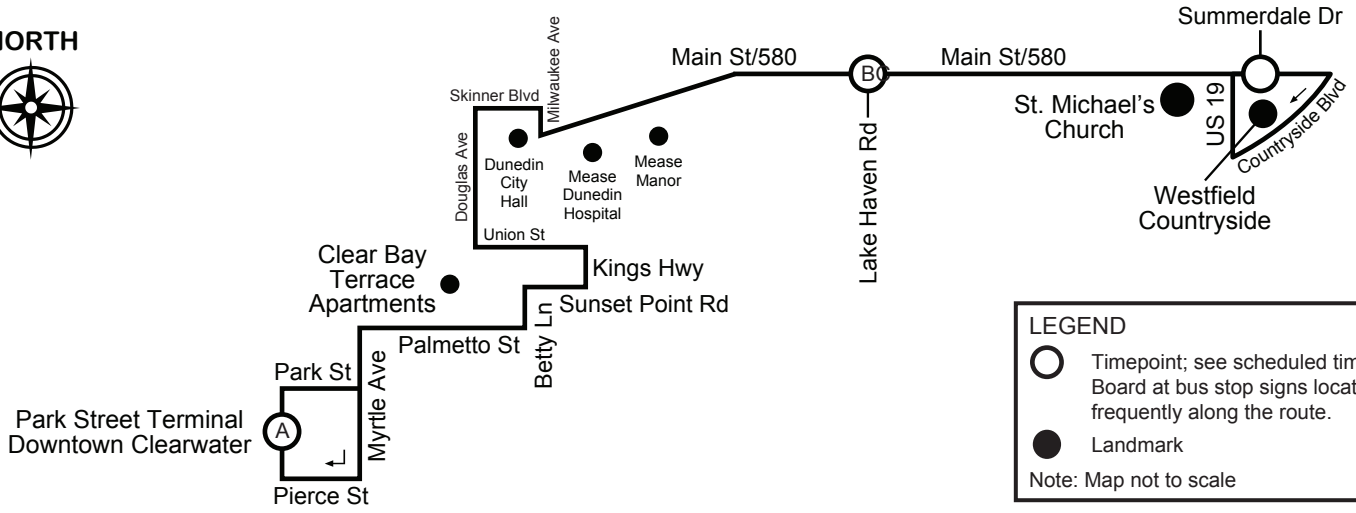 Summerdale Dr
Main St/580
Main St/580
Milwaukee Ave
Skinner Blvd
Douglas Ave
Dunedin
City
Hall
Mease
Dunedin
Hospital
Mease
Manor
Lake Haven Rd
St. Michael's
Church
US 19
Countryside Blvd
Westfield
Countryside
Union St
Kings Hwy
Sunset Point Rd
Clear Bay
Terrace
Apartments
Betty Ln
Palmetto St
Myrtle Ave
Park St
A
Park Street Terminal
Downtown Clearwater
Pierce St
LEGEND
Timepoint; see scheduled
Board at bus stop signs
frequently along the route.
Landmark
Note: Map not to scale